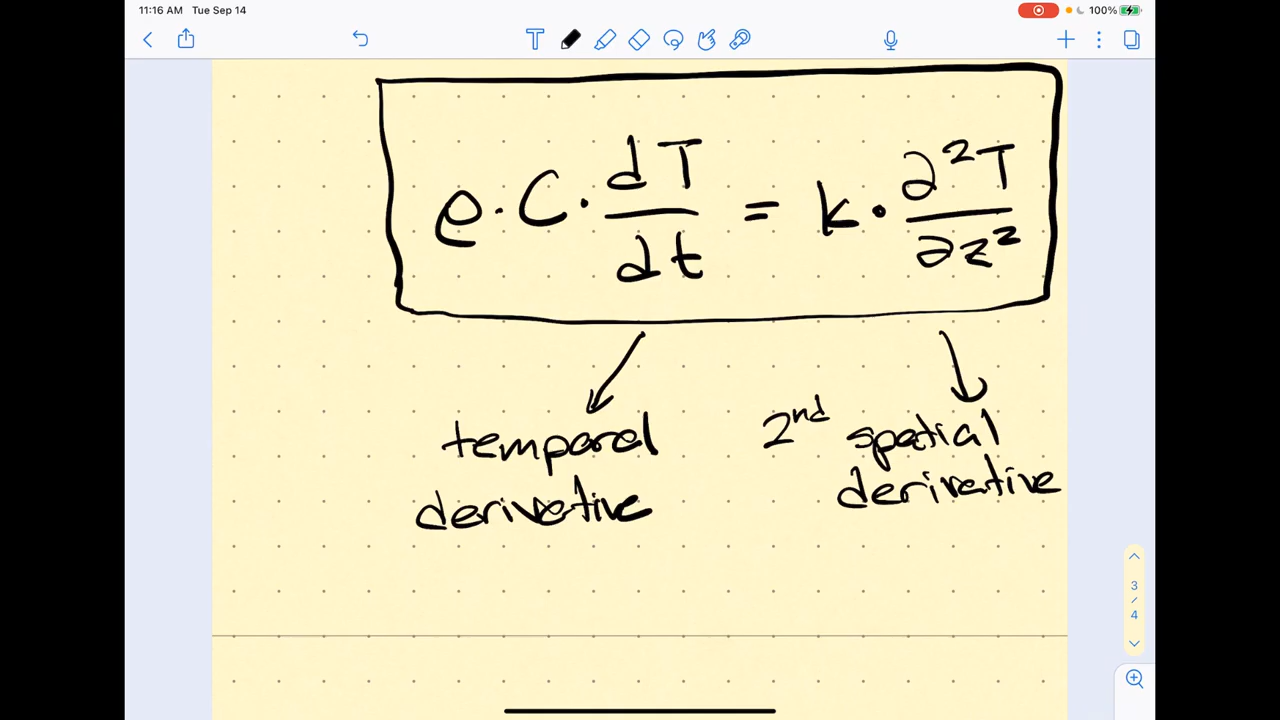 11:16 AM Tue Sep 14 100%
ρ · C · dT/dt = k · ∂²T/∂z²
temporal 2nd spatial
derivative derivative
3
/
4